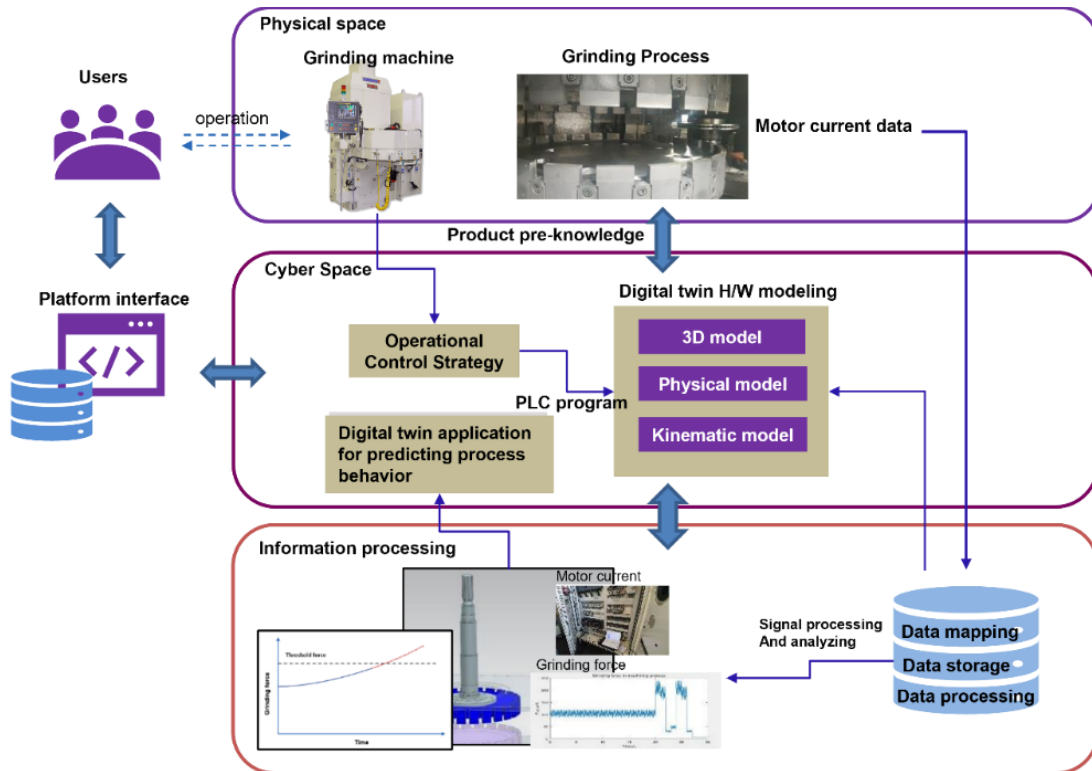 Physical space
Grinding machine
Grinding Process
Users
operation
Motor current data
Product pre-knowledge
Cyber Space
Platform interface
Digital twin H/W modeling
Operational
Control Strategy
3D model
Physical model
Kinematic model
PLC program
Digital twin application
for predicting process
behavior
Information processing
Motor current
Signal processing
And analyzing
Data mapping
Data storage
Data processing
Threshold force
Grinding force
Time
Grinding force